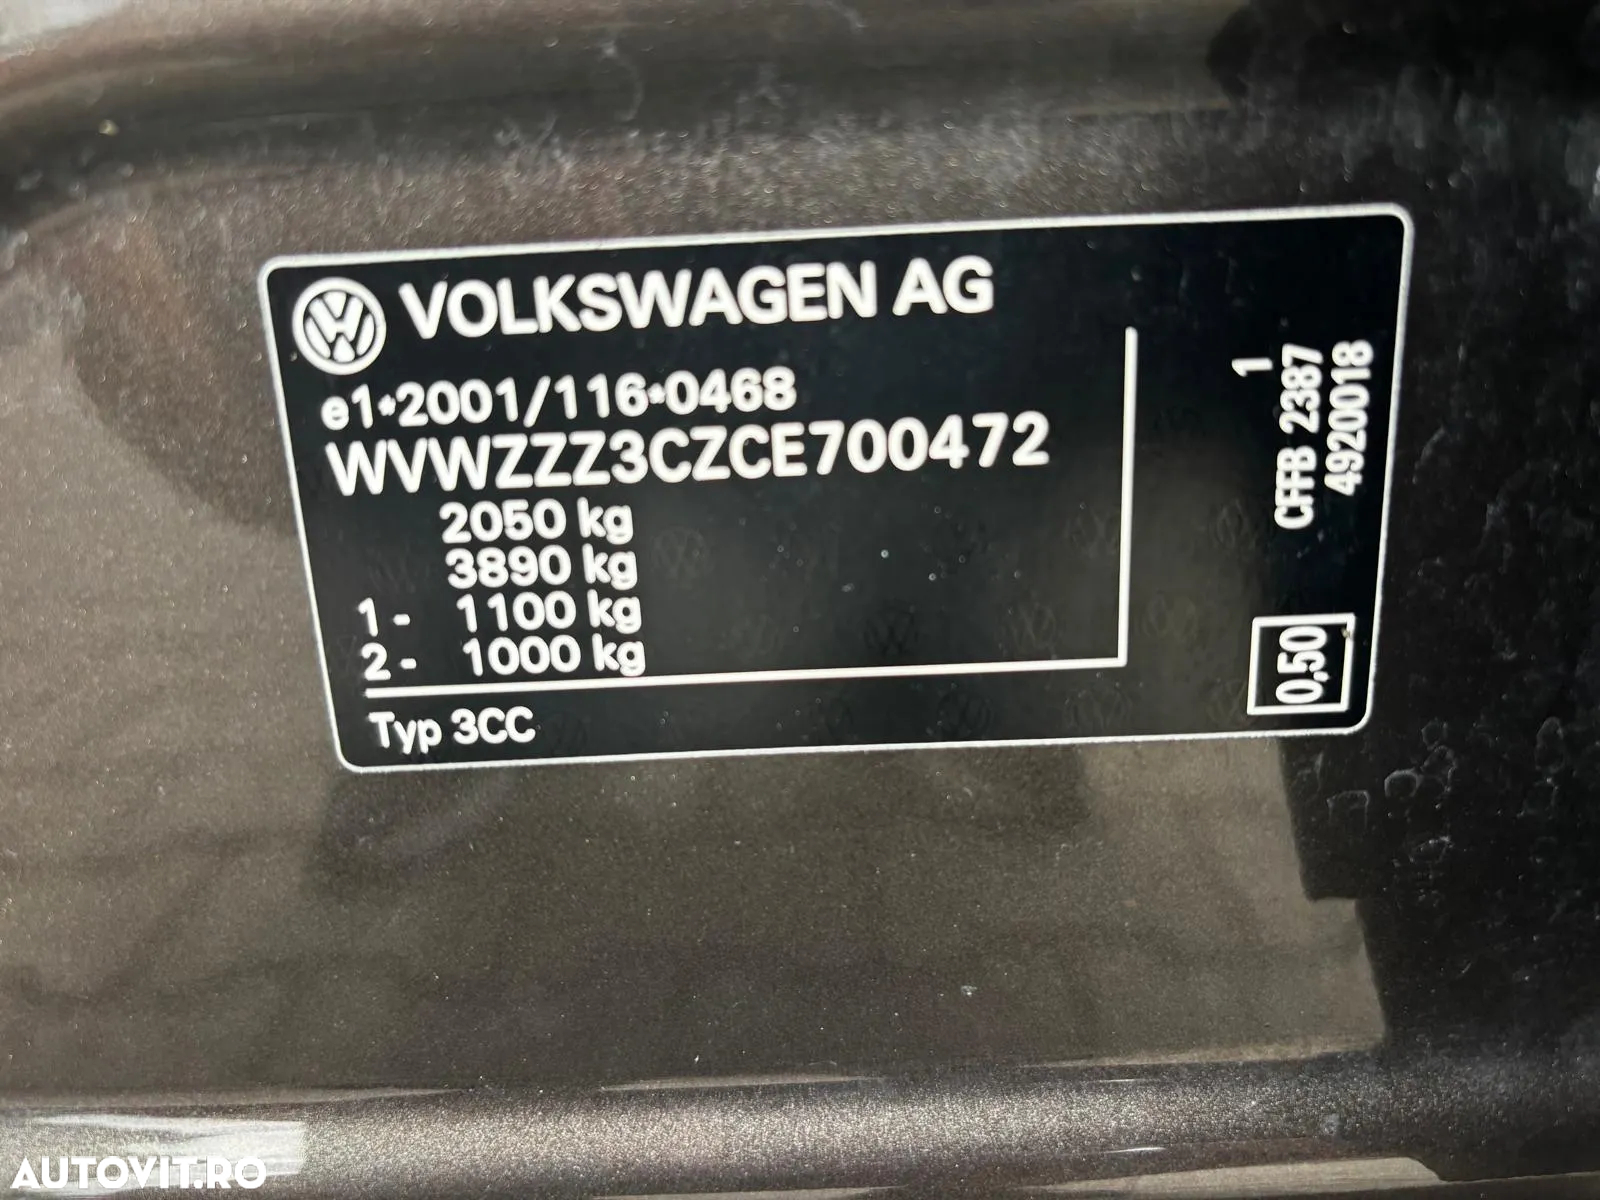 VOLKSWAGEN AG
e1*2001/116*0468
WVWZZZ3CZCE700472
2050 kg
3890 kg
1 - 1100 kg
2 - 1000 kg
Typ 3CC
1
CFFB 2387
49200018
0,50
AUTOVIT.RO